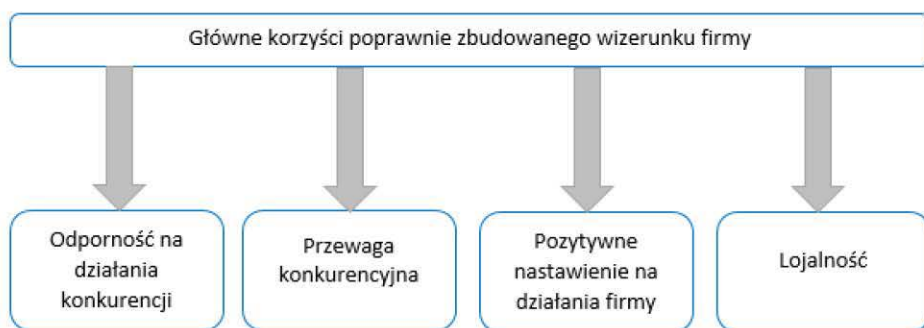 Główne korzyści poprawnie zbudowanego wizerunku firmy
Odporność na
działania
konkurencji
Przewaga
konkurencyjna
Pozytywne
nastawienie na
działania firmy
Lojalność